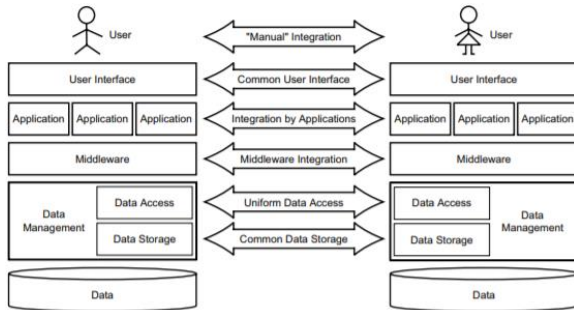 User "Manual" Integration User
User Interface Common User Interface User Interface
Application Application Application Integration by Applications Application Application Application
Middleware Middleware Integration Middleware
Data Access Uniform Data Access Data Access
Data Management Data Management
Data Storage Common Data Storage Data Storage
Data Data